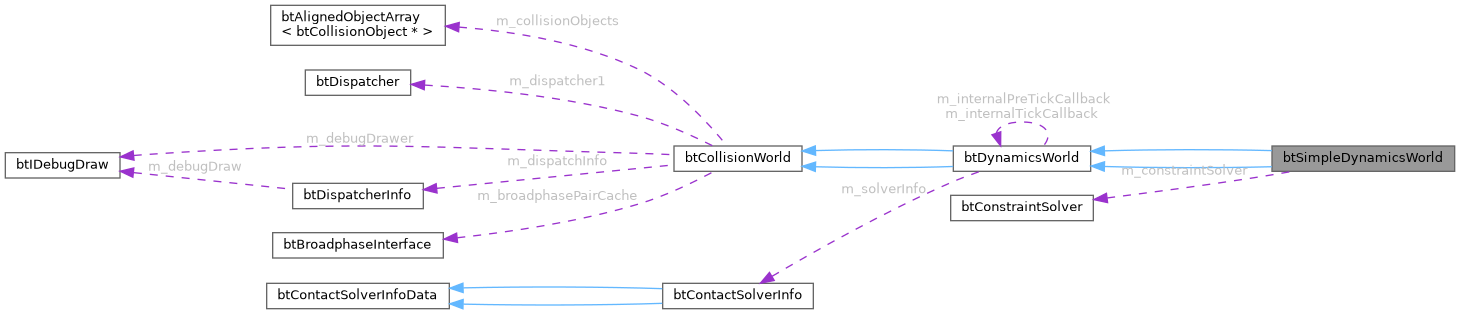 btAlignedObjectArray
< btCollisionObject * >
m_collisionObjects
btDispatcher
m_dispatcher1
m_internalPreTickCallback
m_internalTickCallback
m_debugDrawer
btIDebugDraw
m_debugDraw
m_dispatchInfo
btCollisionWorld
btDynamicsWorld
btSimpleDynamicsWorld
m_constraintSolver
btDispatcherInfo
m_broadphasePairCache
m_solverInfo
btConstraintSolver
btBroadphaseInterface
btContactSolverInfoData
btContactSolverInfo